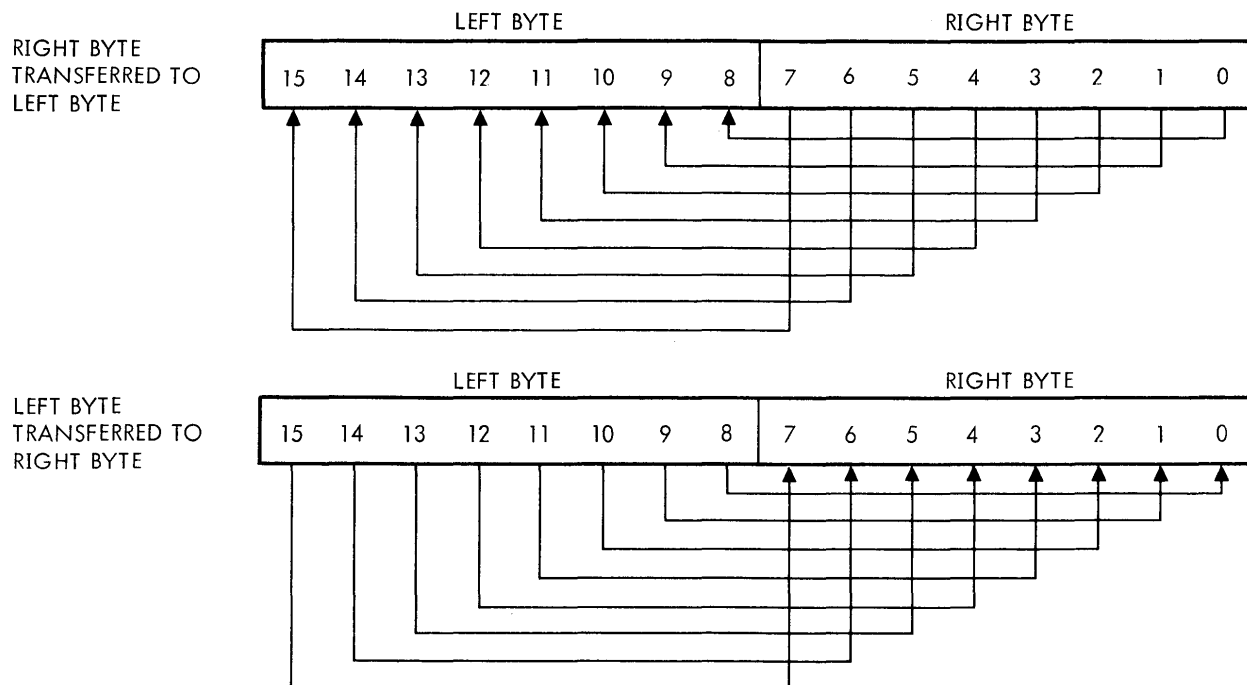 LEFT BYTE RIGHT BYTE
RIGHT BYTE
TRANSFERRED TO
LEFT BYTE
15 14 13 12 11 10 9 8 7 6 5 4 3 2 1 0
LEFT BYTE RIGHT BYTE
LEFT BYTE
TRANSFERRED TO
RIGHT BYTE
15 14 13 12 11 10 9 8 7 6 5 4 3 2 1 0